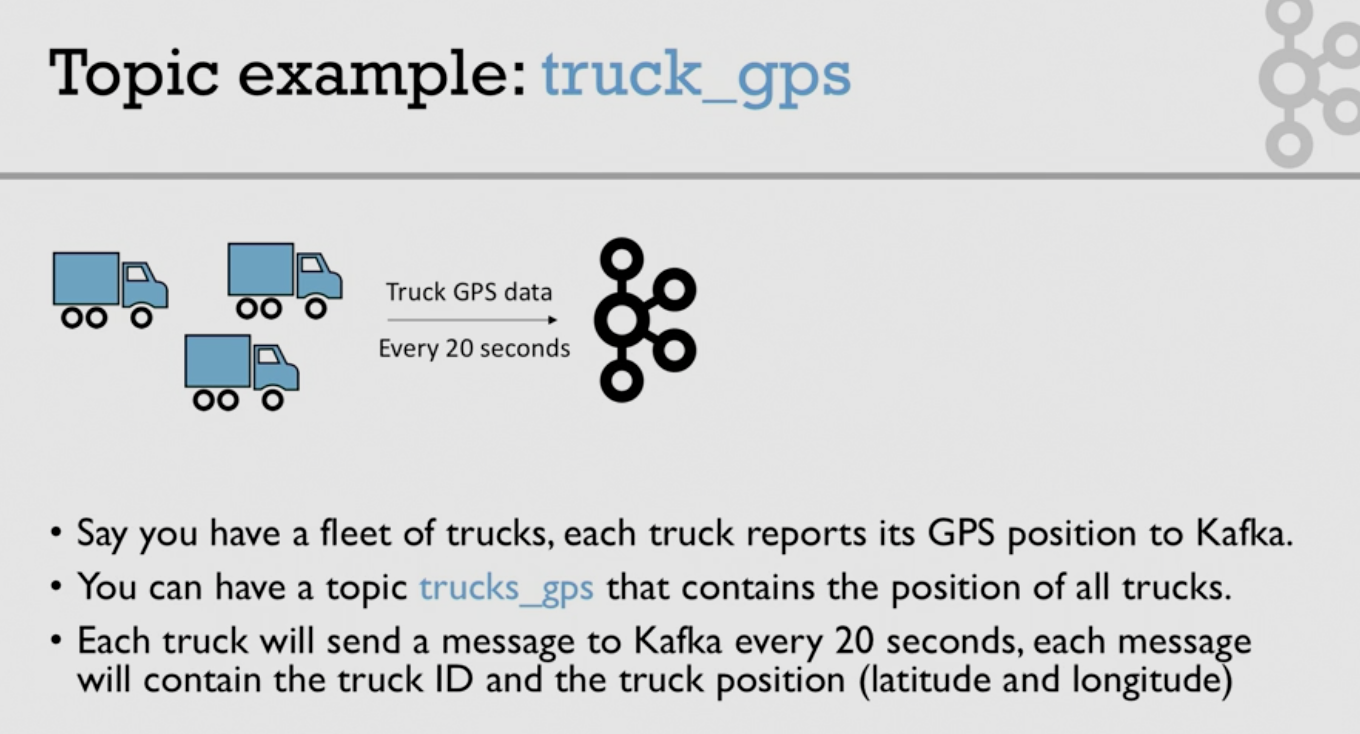 Topic example: truck_gps
Truck GPS data
Every 20 seconds
• Say you have a fleet of trucks, each truck reports its GPS position to Kafka.
• You can have a topic trucks_gps that contains the position of all trucks.
• Each truck will send a message to Kafka every 20 seconds, each message
will contain the truck ID and the truck position (latitude and longitude)